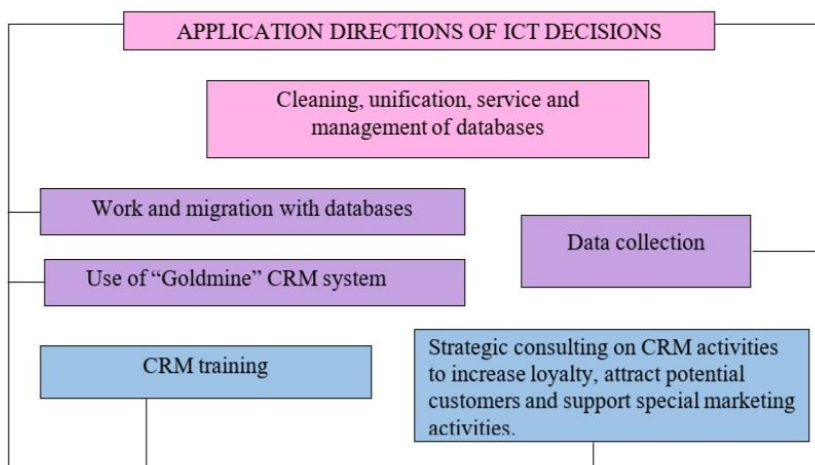 APPLICATION DIRECTIONS OF ICT DECISIONS
Cleaning, unification, service and
management of databases
Work and migration with databases
Data collection
Use of “Goldmine” CRM system
CRM training
Strategic consulting on CRM activities
to increase loyalty, attract potential
customers and support special marketing
activities.